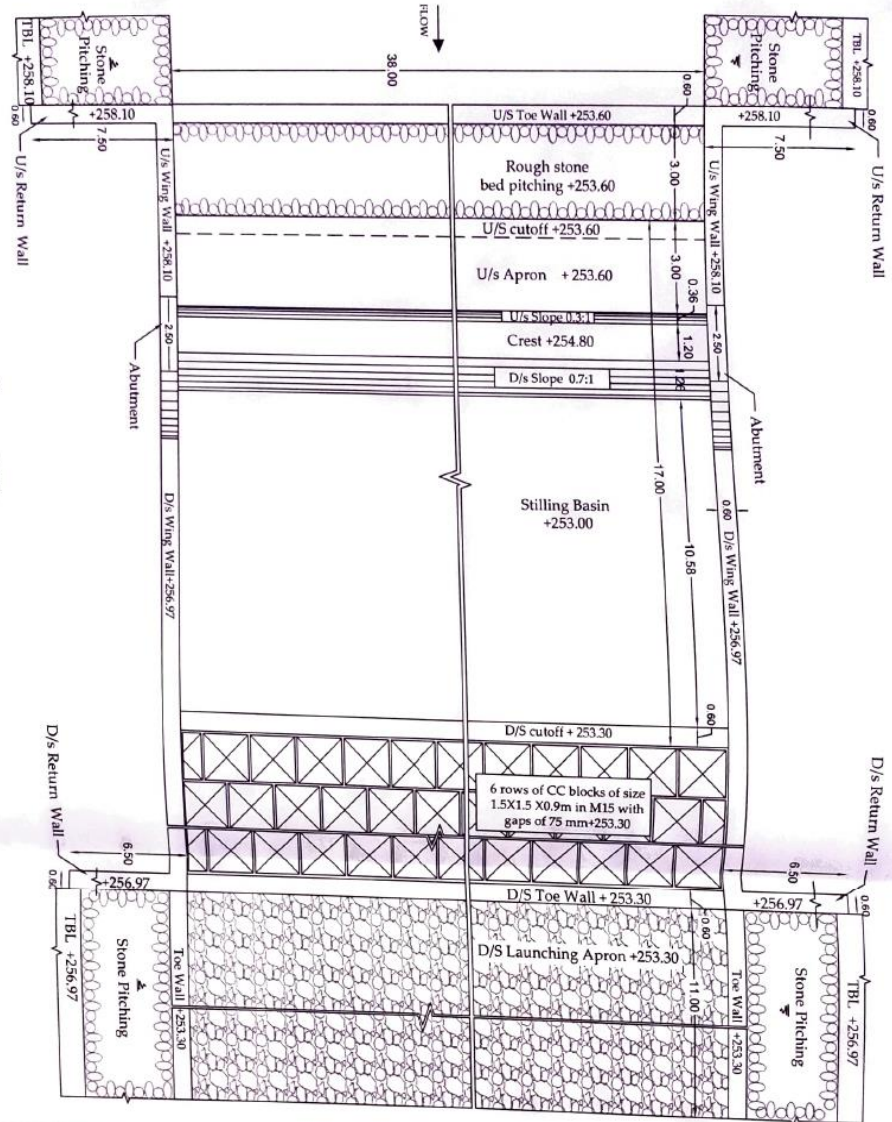 FLOW
TBL +258.10
Stone
Pitching
38.00
0.60
Stone
Pitching
TBL +258.10
0.60
+258.10
U/S Toe Wall +253.60
+258.10
0.60
7.50
7.50
U/s Return Wall
U/s Return Wall
Rough stone
bed pitching +253.60
3.00
U/s Wing Wall +258.10
U/s Wing Wall +258.10
U/S cutoff +253.60
U/s Apron + 253.60
3.00
0.36
U/s Slope 0.3:1
Crest +254.80
1.20
2.50
2.50
D/s Slope 0.7:1
1.26
Abutment
Abutment
17.00
Stilling Basin
+253.00
0.60
10.58
D/s Wing Wall+256.97
D/s Wing Wall +256.97
D/S cutoff + 253.30
0.60
6 rows of CC blocks of size
1.5X1.5 X0.9m in M15 with
gaps of 75 mm+253.30
D/s Return Wall
D/s Return Wall
6.50
6.50
0.60
+256.97
D/S Toe Wall + 253.30
+256.97
0.60
0.60
TBL +256.97
Stone Pitching
Toe Wall +253.30
D/S Launching Apron +253.30
11.00
Toe Wall +253.30
Stone Pitching
TBL +256.97